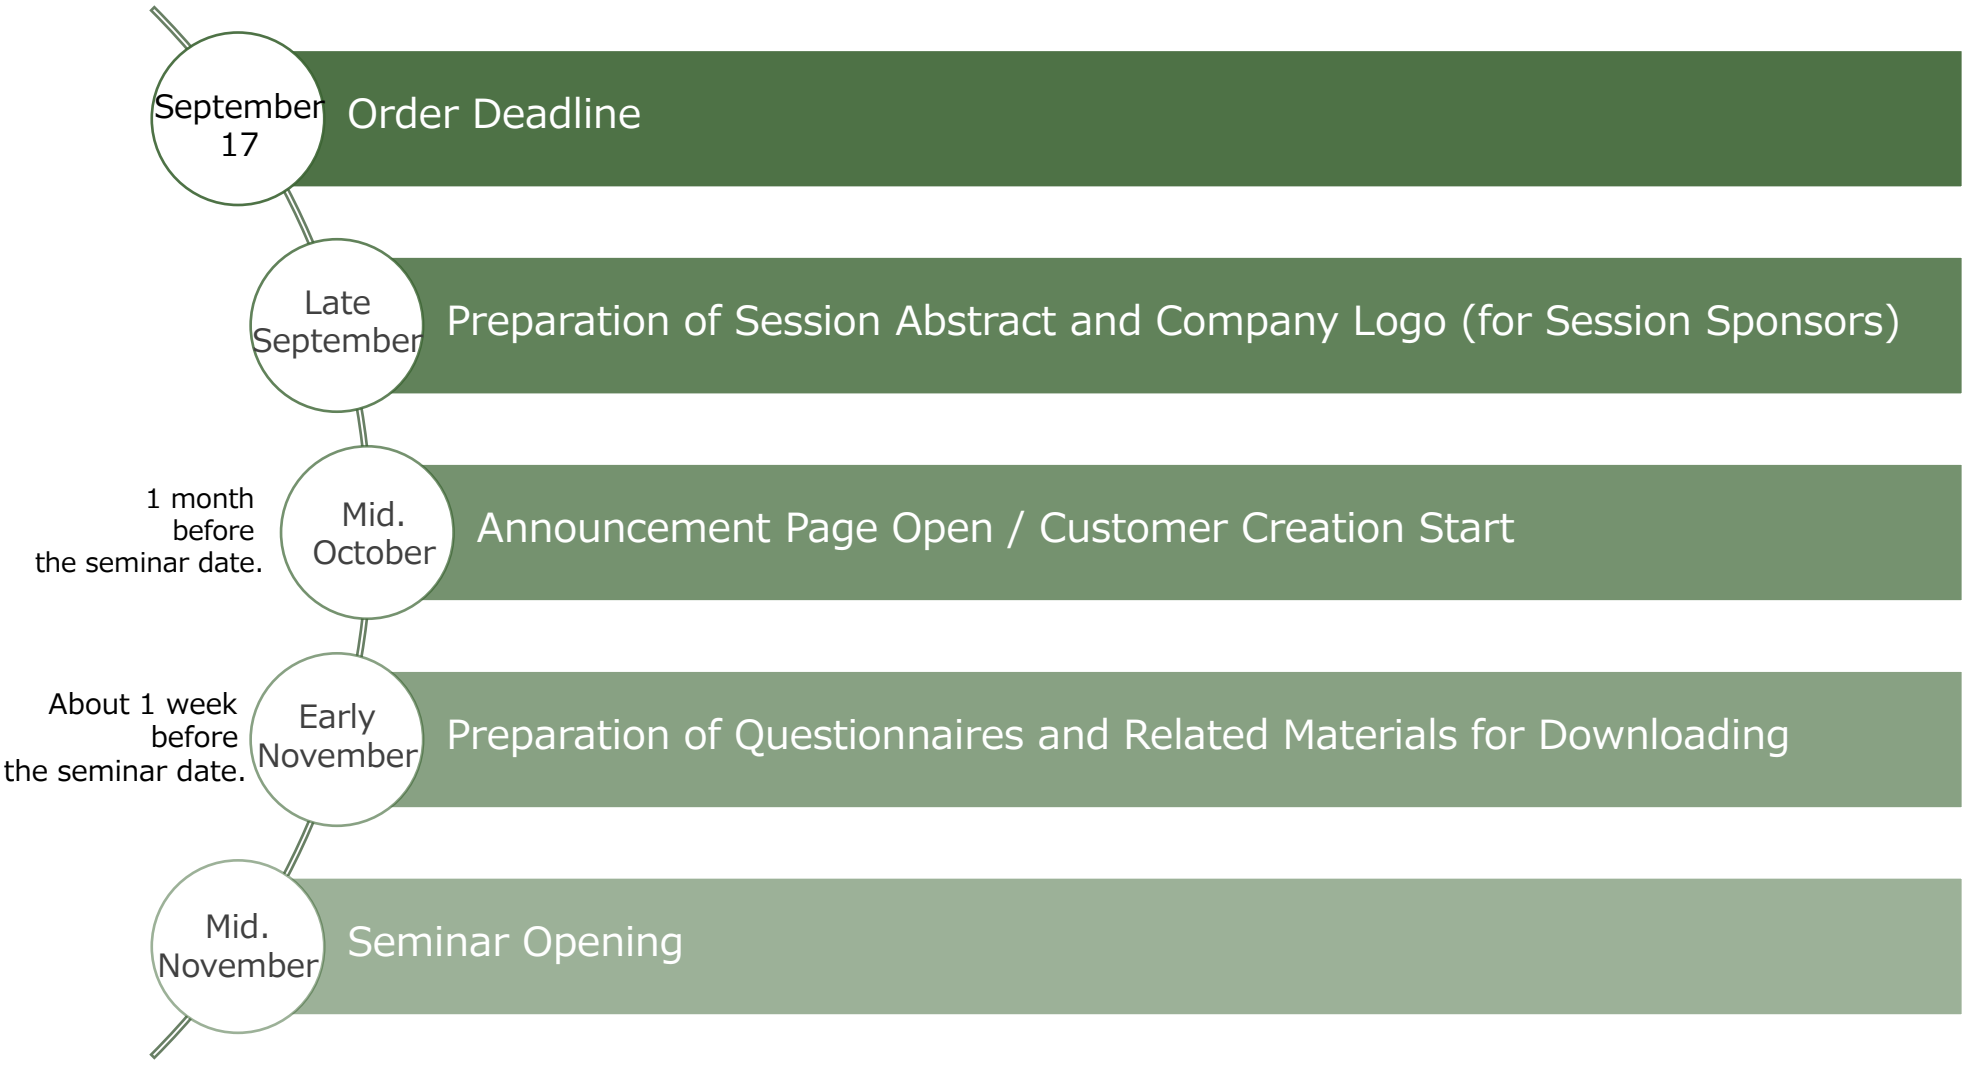 September
17
Order Deadline
Late
September
Preparation of Session Abstract and Company Logo (for Session Sponsors)
1 month
before
the seminar date.
Mid.
October
Announcement Page Open / Customer Creation Start
About 1 week
before
the seminar date.
Early
November
Preparation of Questionnaires and Related Materials for Downloading
Mid.
November
Seminar Opening